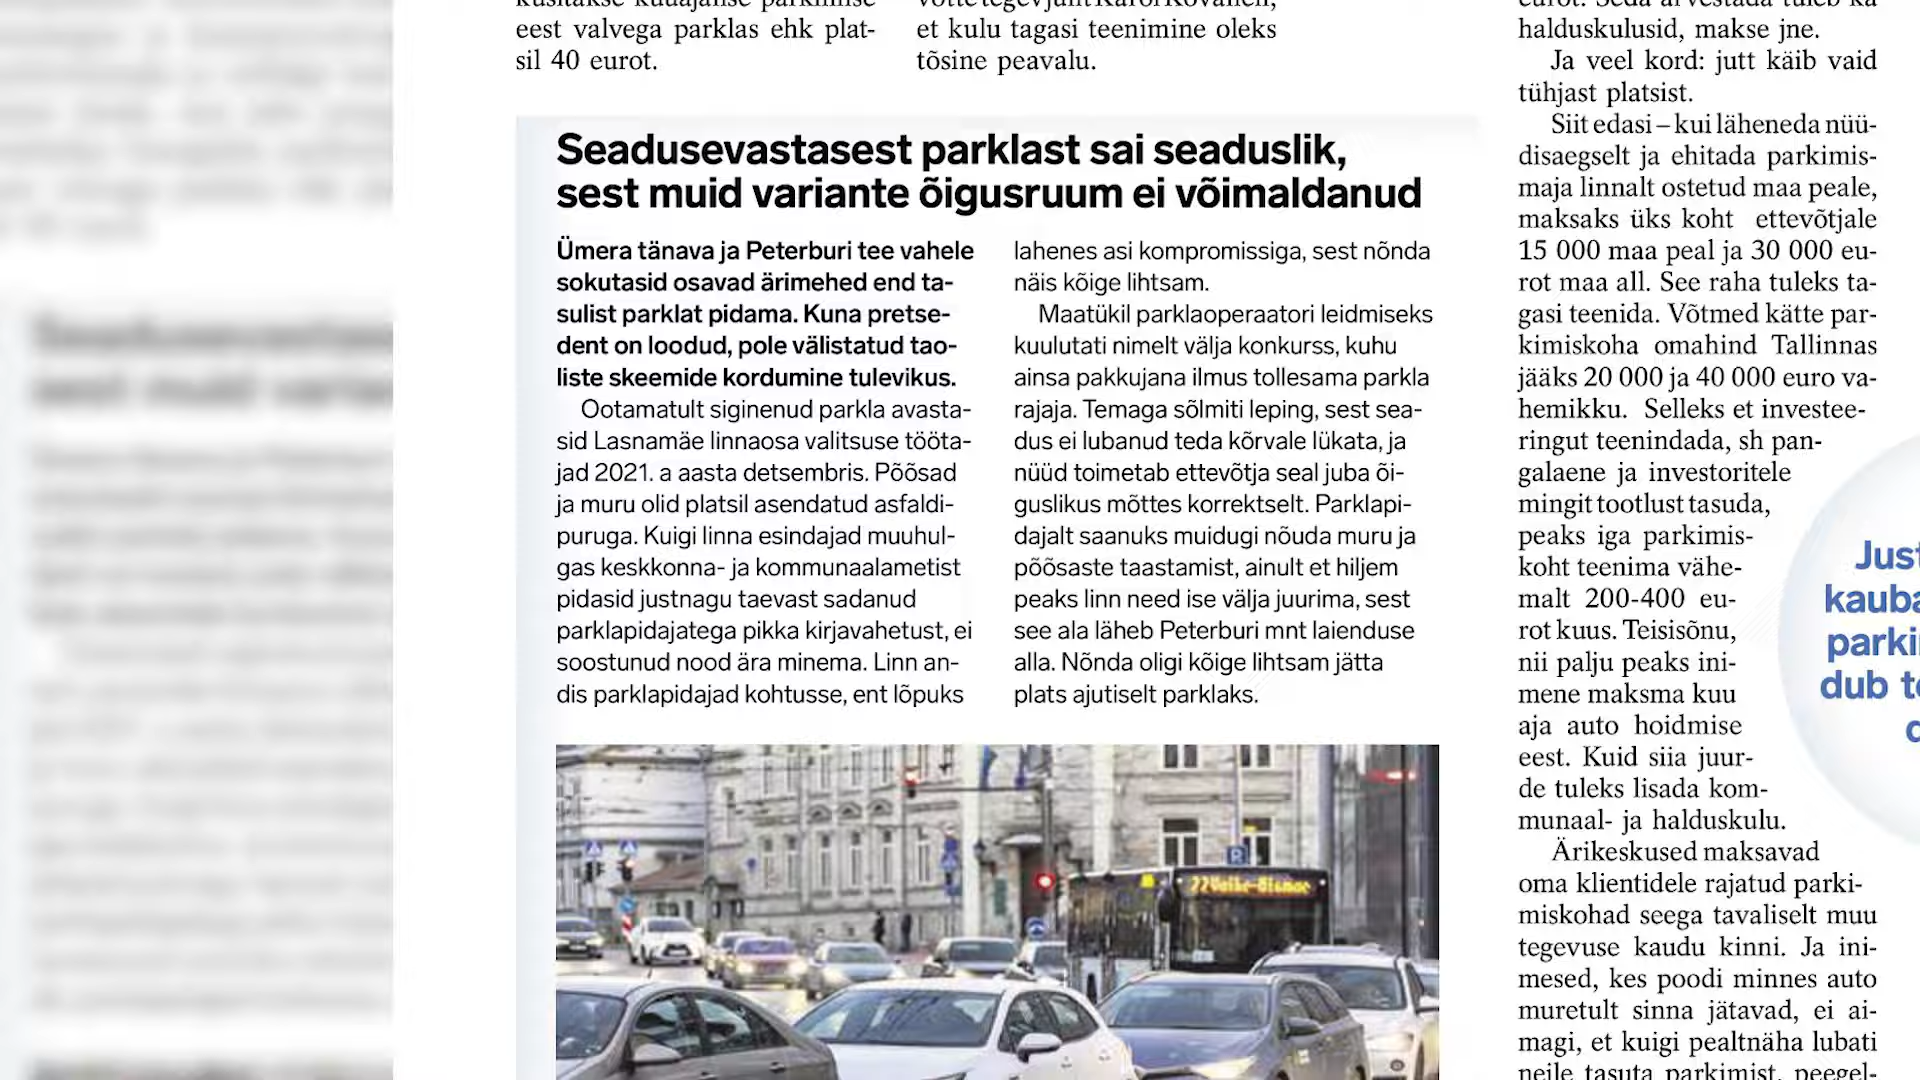 eest valvega parklas ehk plat-
sil 40 eurot.
et kulu tagasi teenimine oleks
tõsine peavalu.
Seadusevastasest parklast sai seaduslik,
sest muid variante õigusruum ei võimaldanud
Ümera tänava ja Peterburi tee vahele
sokutasid osavad ärimehed end ta-
sulist parklat pidama. Kuna pretse-
dent on loodud, pole välistatud tao-
liste skeemide kordumine tulevikus.
Ootamatult siginenud parkla avasta-
sid Lasnamäe linnaosa valitsuse tööta-
jad 2021. a aasta detsembris. Põõsad
ja muru olid platsil asendatud asfaldi-
puruga. Kuigi linna esindajad muuhul-
gas keskkonna- ja kommunaalametist
pidasid justnagu taevast sadanud
parklapidajatega pikka kirjavahetust, ei
soostunud nood ära minema. Linn an-
dis parklapidajad kohtusse, ent lõpuks
lahenes asi kompromissiga, sest nõnda
näis kõige lihtsam.
Maatükil parklaoperaatori leidmiseks
kuulutati nimelt välja konkurss, kuhu
ainsa pakkujana ilmus tollesama parkla
rajaja. Temaga sõlmiti leping, sest sea-
dus ei lubanud teda kõrvale lükata, ja
nüüd toimetab ettevõtja seal juba õi-
guslikus mõttes korrektselt. Parklapi-
dajalt saanuks muidugi nõuda muru ja
põõsaste taastamist, ainult et hiljem
peaks linn need ise välja juurima, sest
see ala läheb Peterburi mnt laienduse
alla. Nõnda oligi kõige lihtsam jätta
plats ajutiselt parklaks.
halduskulusid, makse jne.
Ja veel kord: jutt käib vaid
tühjast platsist.
Siit edasi – kui läheneda nüü-
disaegselt ja ehitada parkimis-
maja linnalt ostetud maa peale,
maksaks üks koht ettevõtjale
15 000 maa peal ja 30 000 eu-
rot maa all. See raha tuleks ta-
gasi teenida. Võtmed kätte par-
kimiskoha omahind Tallinnas
jääks 20 000 ja 40 000 euro va-
hemikku. Selleks et investee-
ringut teenindada, sh pan-
galaene ja investoritele
mingit tootlust tasuda,
peaks iga parkimis-
koht teenima vähe-
malt 200-400 eu-
rot kuus. Teisisõnu,
nii palju peaks ini-
mene maksma kuu
aja auto hoidmise
eest. Kuid siia juur-
de tuleks lisada kom-
munaal- ja halduskulu.
Ärikeskused maksavad
oma klientidele rajatud parki-
miskohad seega tavaliselt muu
tegevuse kaudu kinni. Ja ini-
mesed, kes poodi minnes auto
muretult sinna jätavad, ei ai-
magi, et kuigi pealtnäha lubati
neile tasuta parkimist, peegel-
Just
kauba
parki
dub t